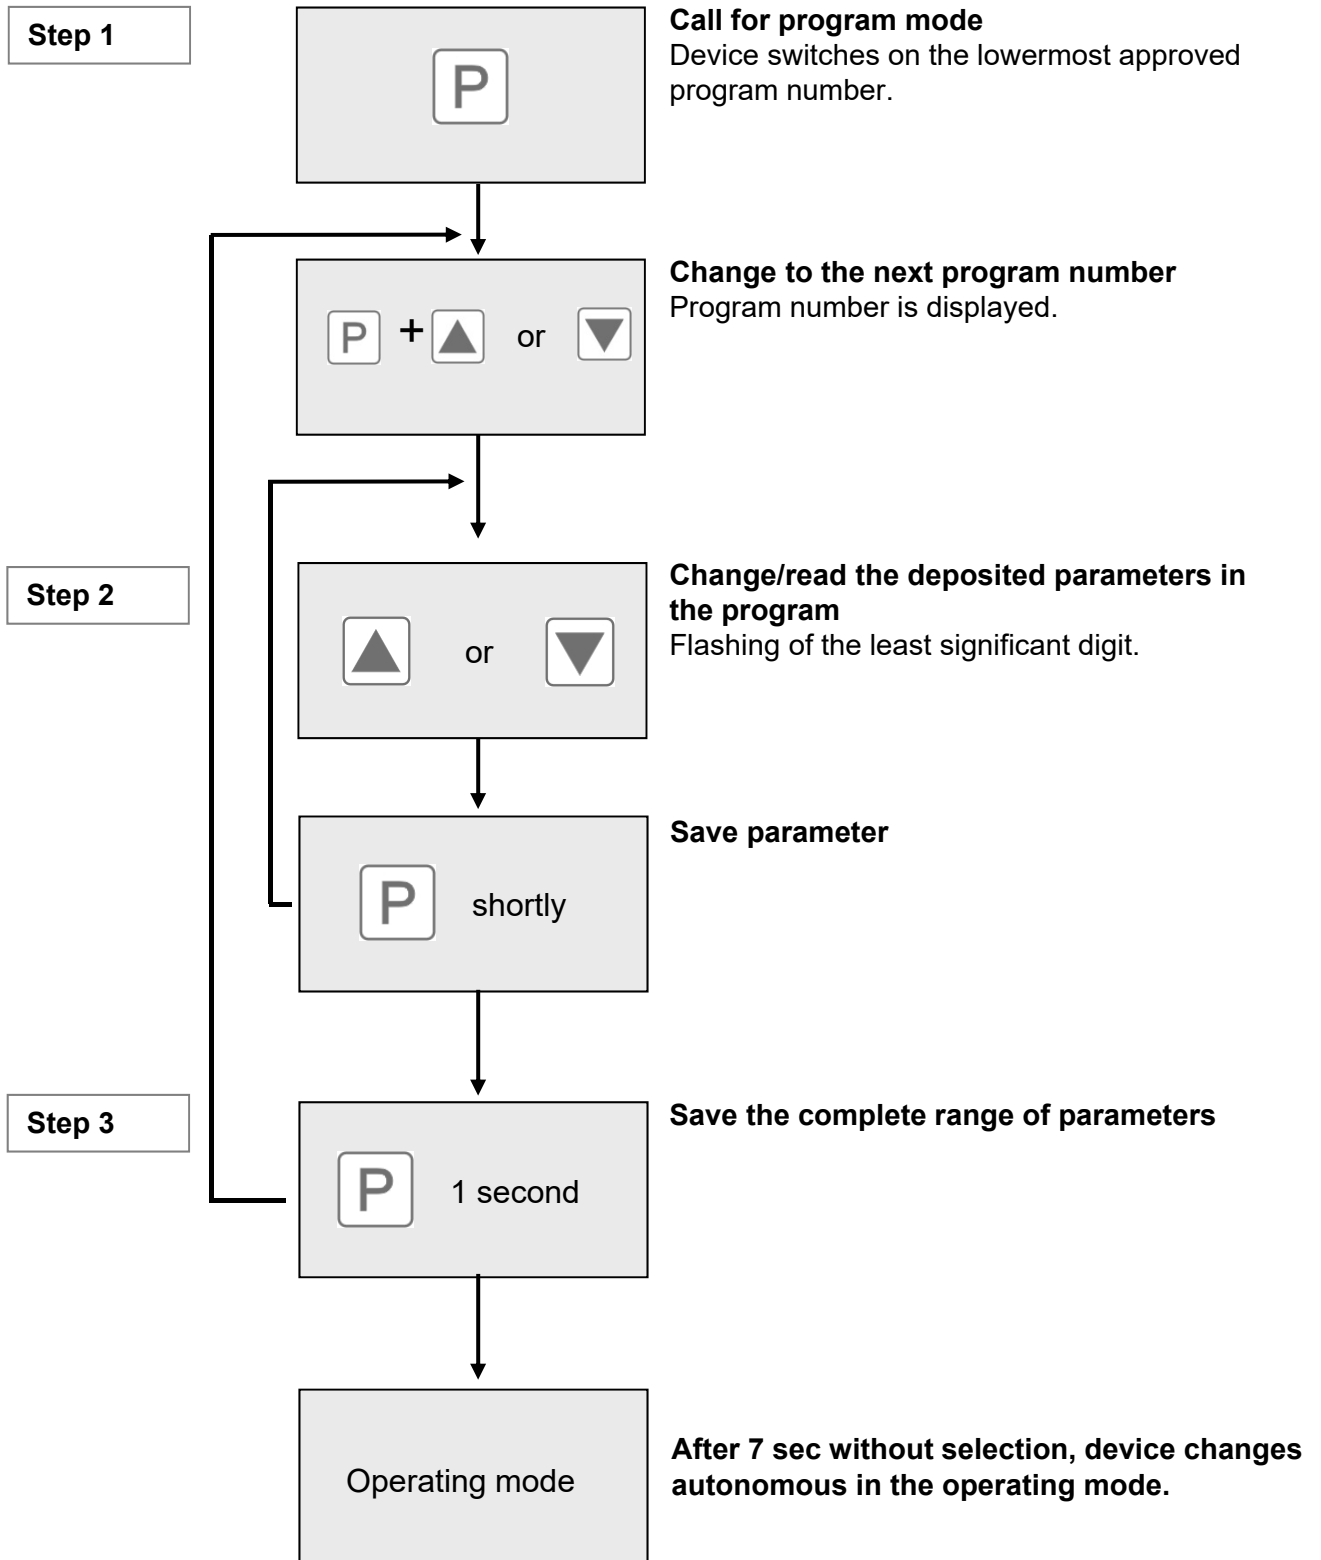 Step 1
P
Call for program mode
Device switches on the lowermost approved
program number.
P + or
Change to the next program number
Program number is displayed.
Step 2
or
Change/read the deposited parameters in
the program
Flashing of the least significant digit.
P shortly
Save parameter
Step 3
P 1 second
Save the complete range of parameters
Operating mode
After 7 sec without selection, device changes
autonomous in the operating mode.